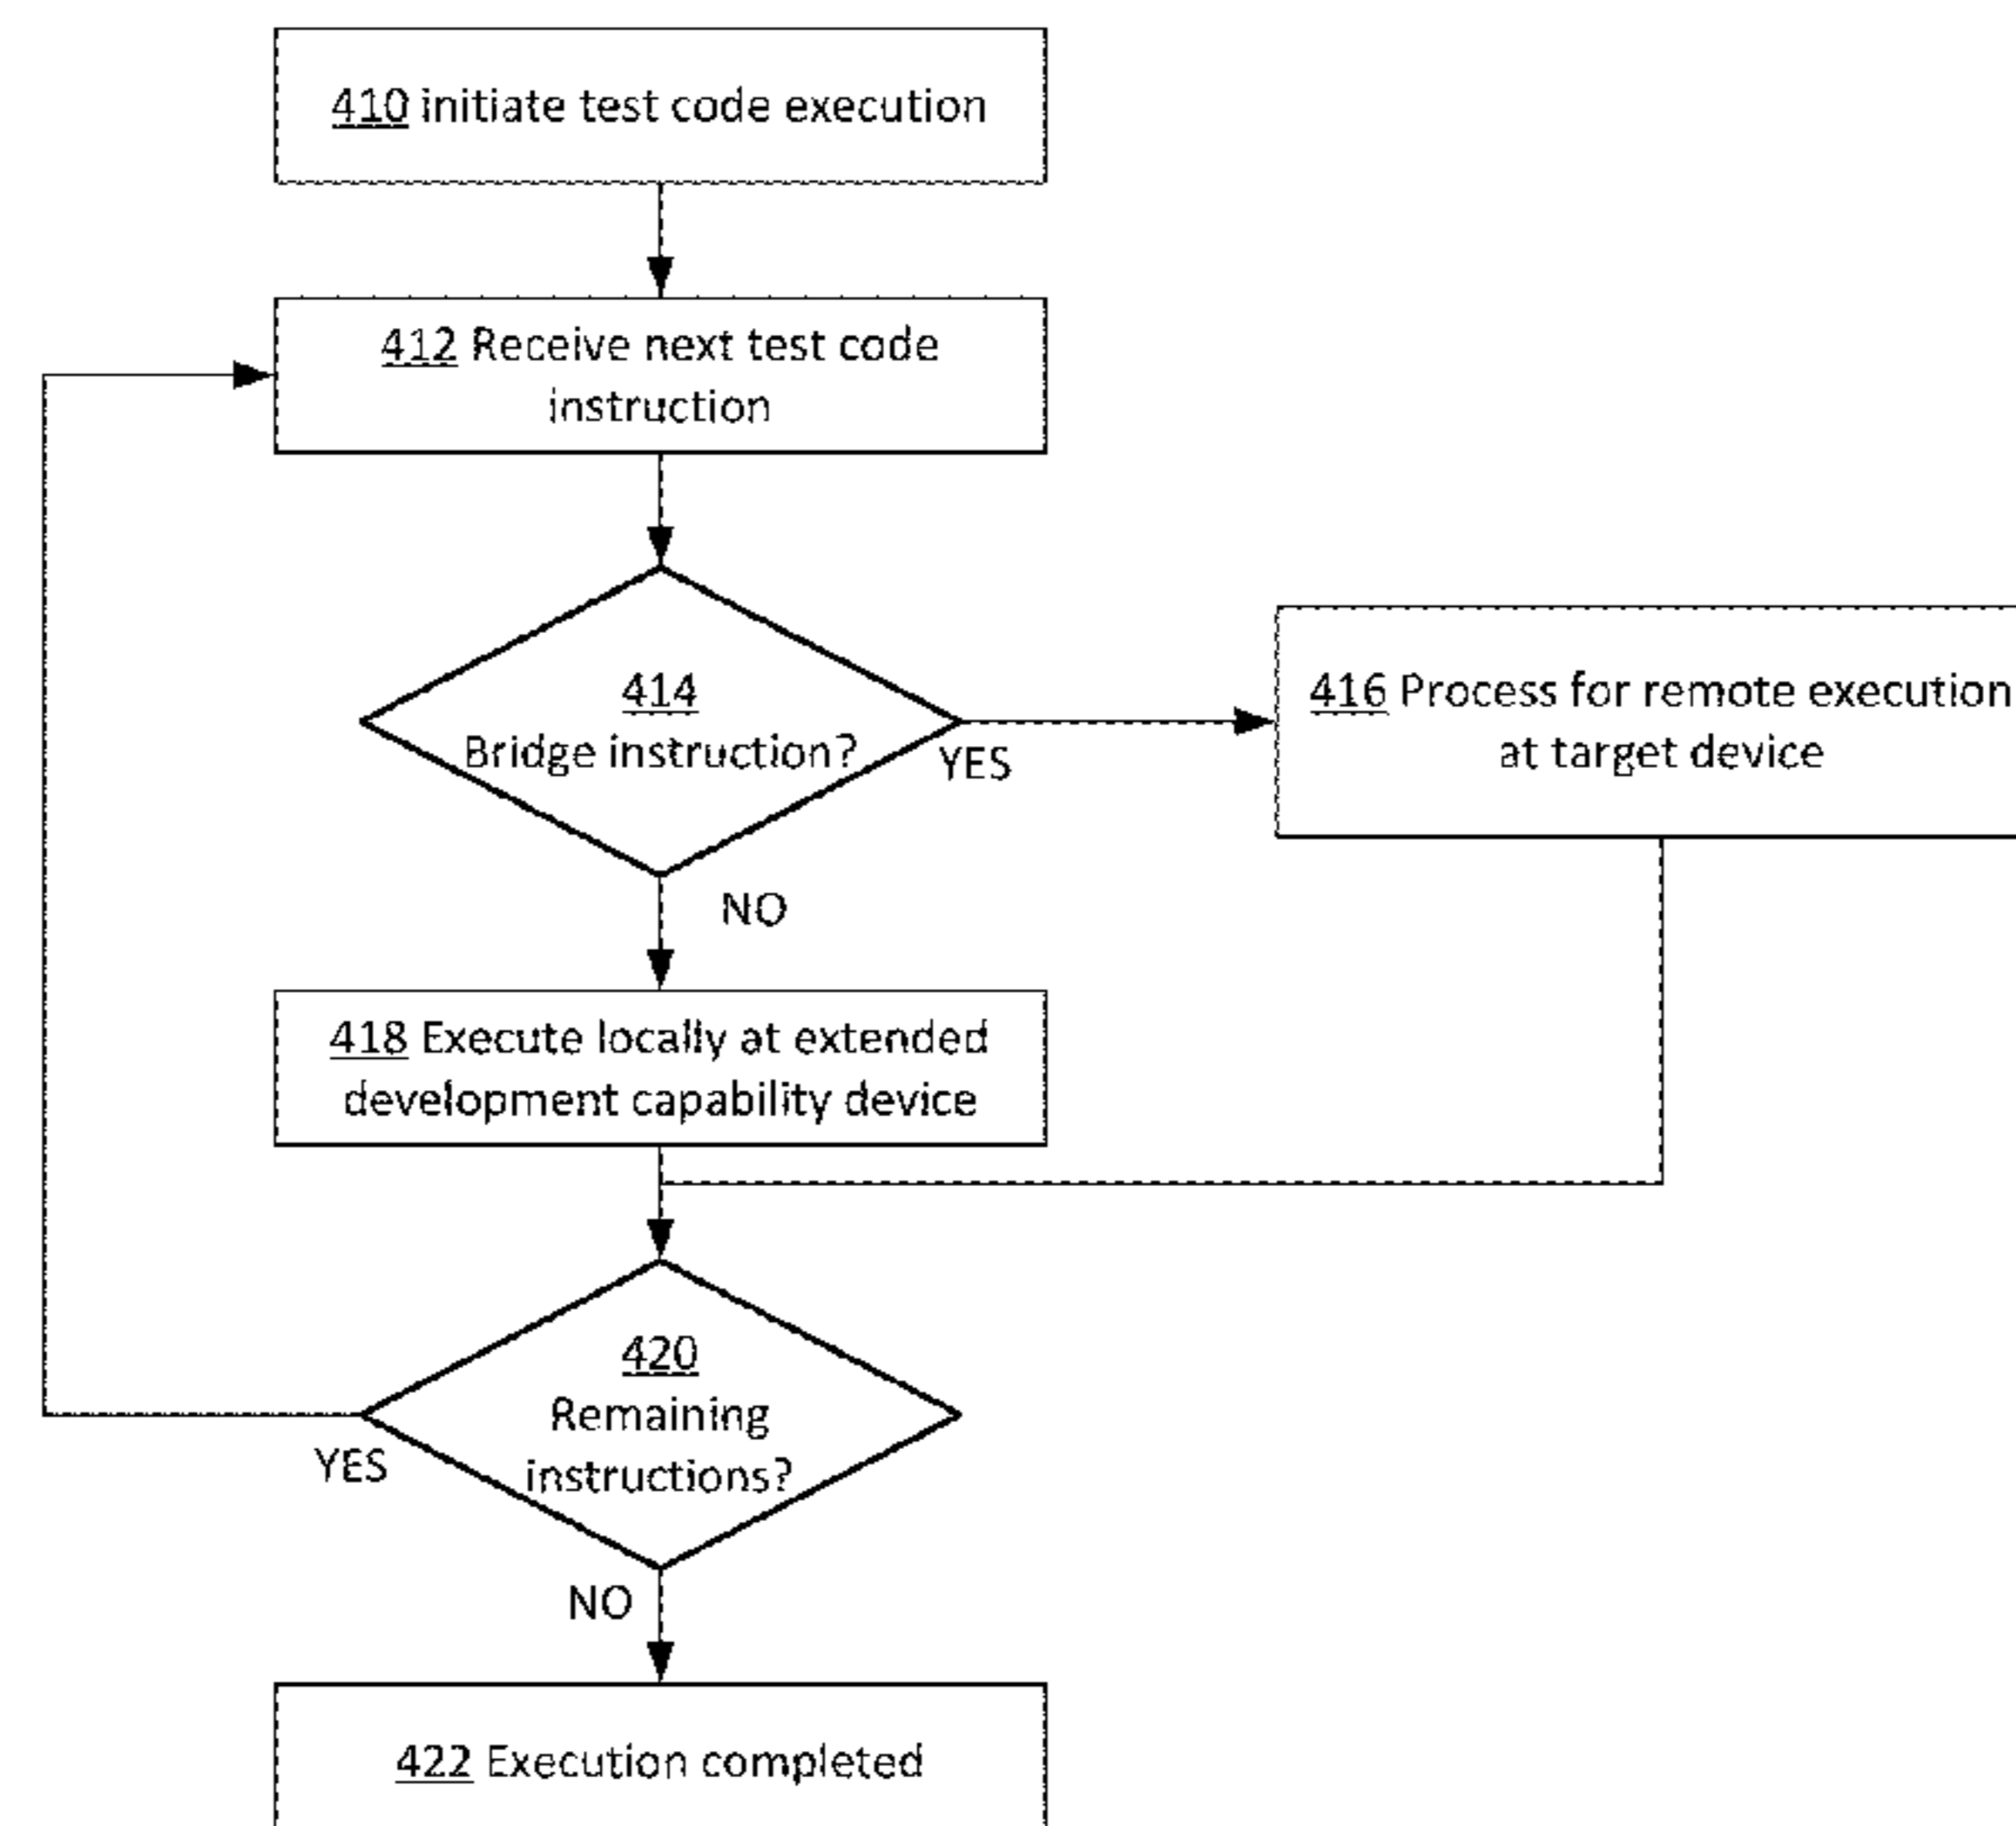 410 initiate test code execution
412 Receive next test code
instruction
414
Bridge instruction?
YES
416 Process for remote execution
at target device
NO
418 Execute locally at extended
development capability device
420
Remaining
instructions?
YES
NO
422 Execution completed